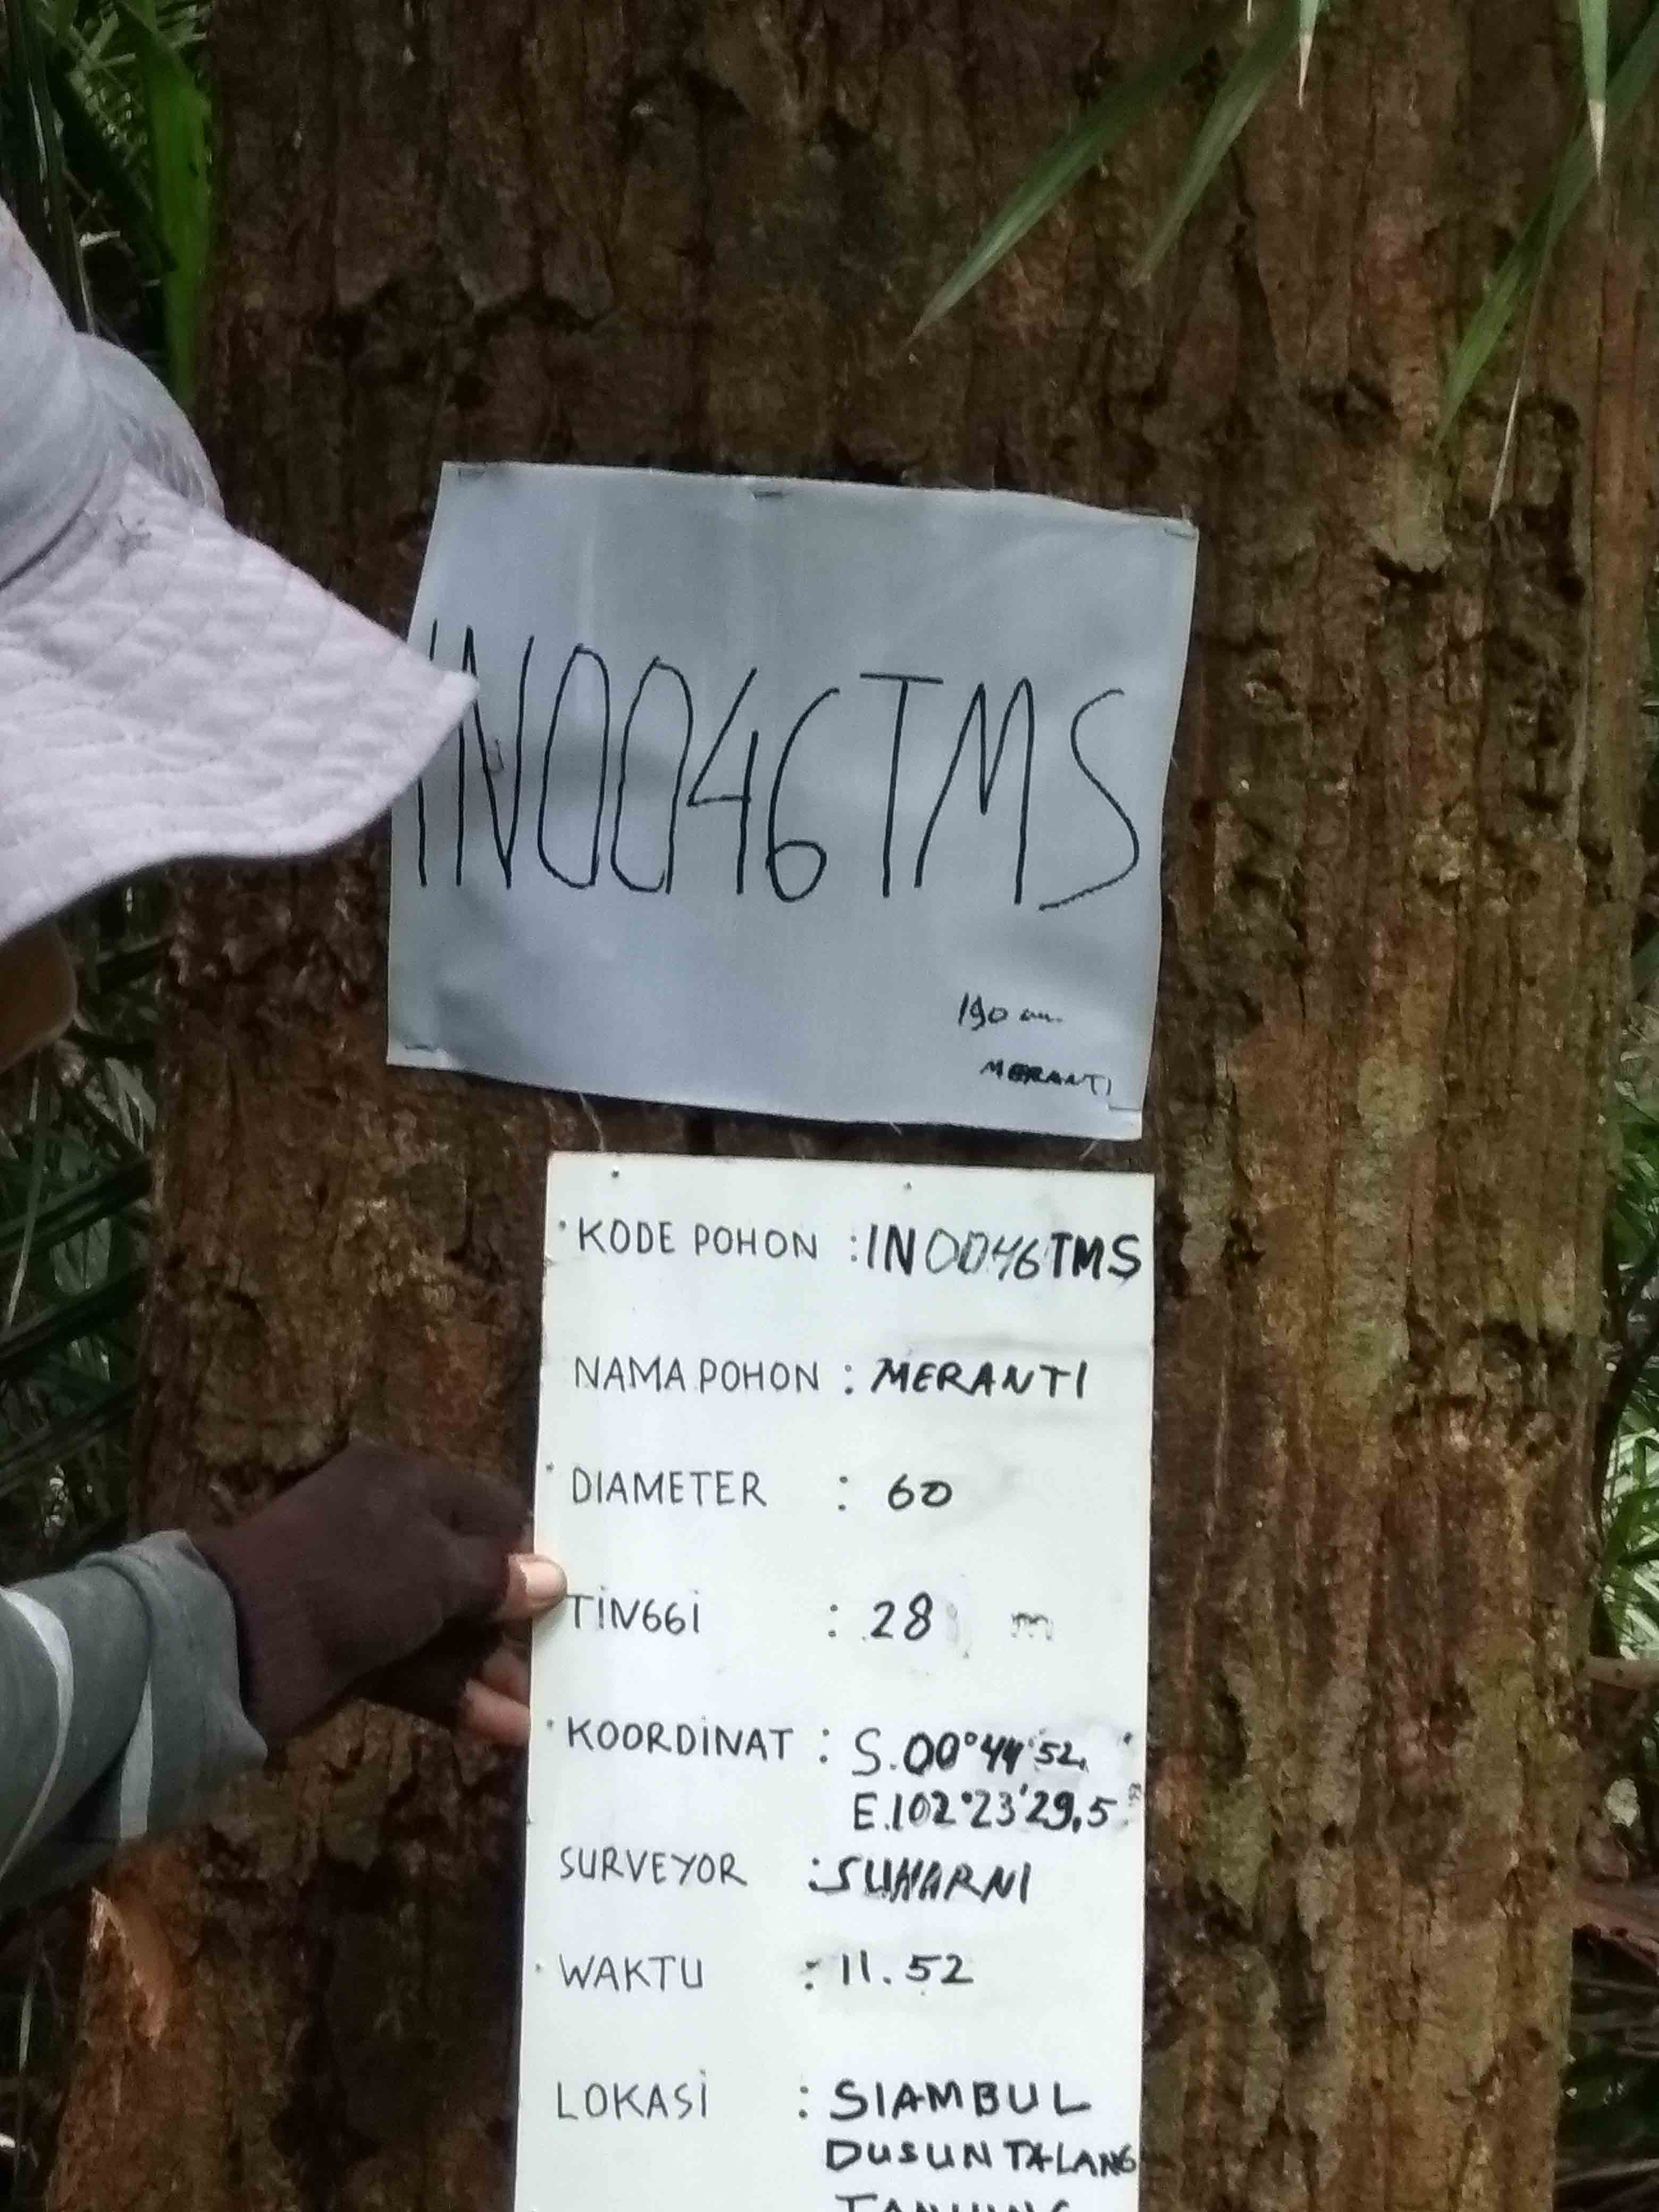 IN0046TMS
190 cm.
MERANTI
KODE POHON : IN0046TMS
NAMA POHON : MERANTI
DIAMETER : 60
TiNGGi : 28 m
KOORDiNAT : S.00°44'52,
E.102°23'29,5
SURVEYOR : SUHARNI
WAKTU : 11.52
LOKASi : SIAMBUL
DUSUN TALANG